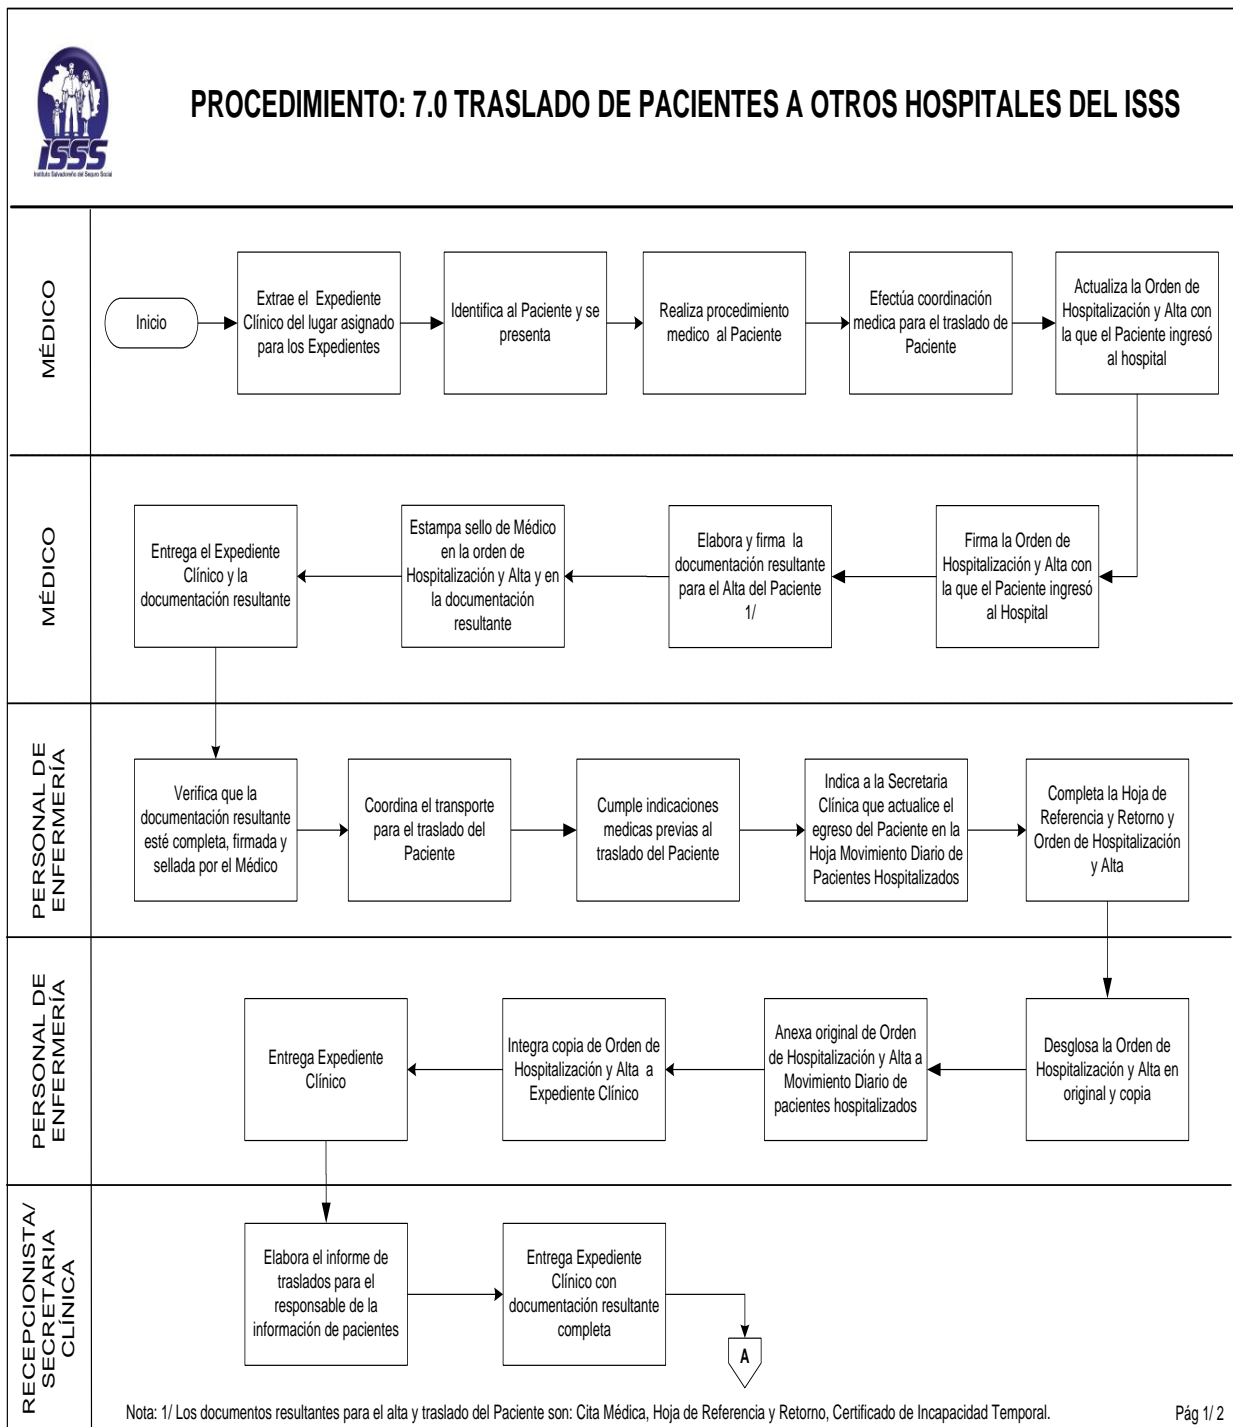 PROCEDIMIENTO: 7.0 TRASLADO DE PACIENTES A OTROS HOSPITALES DEL ISSS
ISSS
Instituto Salvadoreño del Seguro Social
MÉDICO
Inicio
Extrae el Expediente
Clínico del lugar asignado
para los Expedientes
Identifica al Paciente y se
presenta
Realiza procedimiento
medico al Paciente
Efectúa coordinación
medica para el traslado de
Paciente
Actualiza la Orden de
Hospitalización y Alta con
la que el Paciente ingresó
al hospital
MÉDICO
Firma la Orden de
Hospitalización y Alta con
la que el Paciente ingresó
al Hospital
Elabora y firma la
documentación resultante
para el Alta del Paciente
1/
Estampa sello de Médico
en la orden de
Hospitalización y Alta y en
la documentación
resultante
Entrega el Expediente
Clínico y la
documentación resultante
PERSONAL DE
ENFERMERÍA
Verifica que la
documentación resultante
esté completa, firmada y
sellada por el Médico
Coordina el transporte
para el traslado del
Paciente
Cumple indicaciones
medicas previas al
traslado del Paciente
Indica a la Secretaria
Clínica que actualice el
egreso del Paciente en la
Hoja Movimiento Diario de
Pacientes Hospitalizados
Completa la Hoja de
Referencia y Retorno y
Orden de Hospitalización
y Alta
PERSONAL DE
ENFERMERÍA
Desglosa la Orden de
Hospitalización y Alta en
original y copia
Anexa original de Orden
de Hospitalización y Alta a
Movimiento Diario de
pacientes hospitalizados
Integra copia de Orden de
Hospitalización y Alta a
Expediente Clínico
Entrega Expediente
Clínico
RECEPCIONISTA/
SECRETARIA
CLÍNICA
Elabora el informe de
traslados para el
responsable de la
información de pacientes
Entrega Expediente
Clínico con
documentación resultante
completa
A
Nota: 1/ Los documentos resultantes para el alta y traslado del Paciente son: Cita Médica, Hoja de Referencia y Retorno, Certificado de Incapacidad Temporal.
Pág 1/ 2